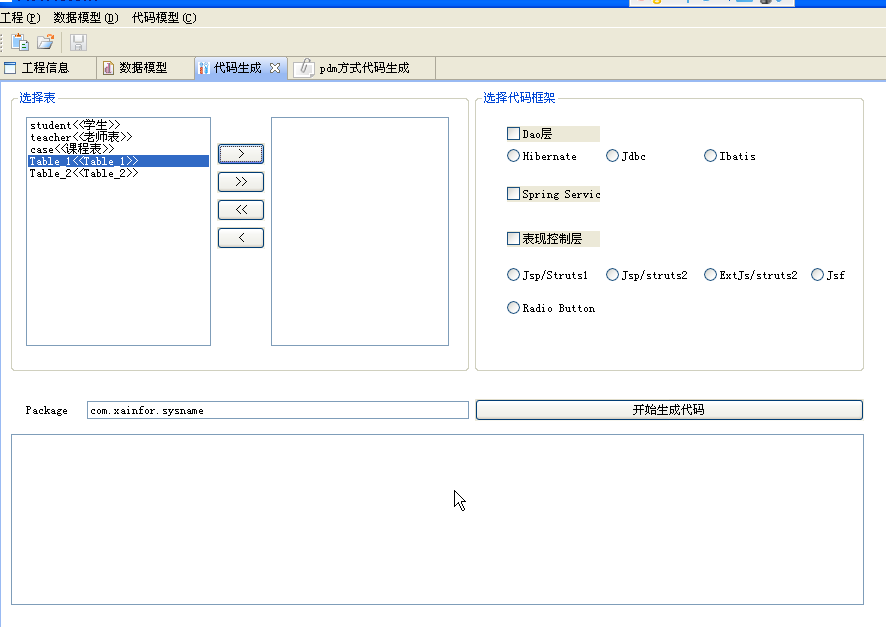 工程(P) 数据模型(D) 代码模型(C)
工程信息 数据模型 代码生成 pdm方式代码生成
选择表
student<<学生>>
teacher<<老师表>>
case<<课程表>>
Table_1<<Table_1>>
Table_2<<Table_2>>
>
>>
<<
<
选择代码框架
Dao层
Hibernate Jdbc Ibatis
Spring Servic
表现控制层
Jsp/Struts1 Jsp/struts2 ExtJs/struts2 Jsf
Radio Button
Package com.xainfor.sysname 开始生成代码